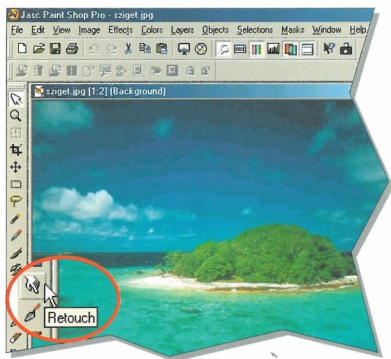 Jasc Paint Shop Pro - sziget.jpg
File Edit View Image Effects Colors Layers Objects Selections Masks Window Help
sziget.jpg [1:2] (Background)
Retouch